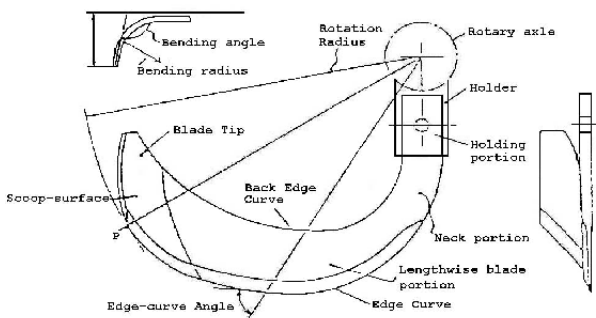 Rotation
Radius
Rotary axle
Bending angle
Bending radius
Holder
Blade Tip
Holding
portion
Back Edge
Curve
Scoop-surface
P
Neck portion
Lengthwise blade
portion
Edge-curve Angle
Edge Curve